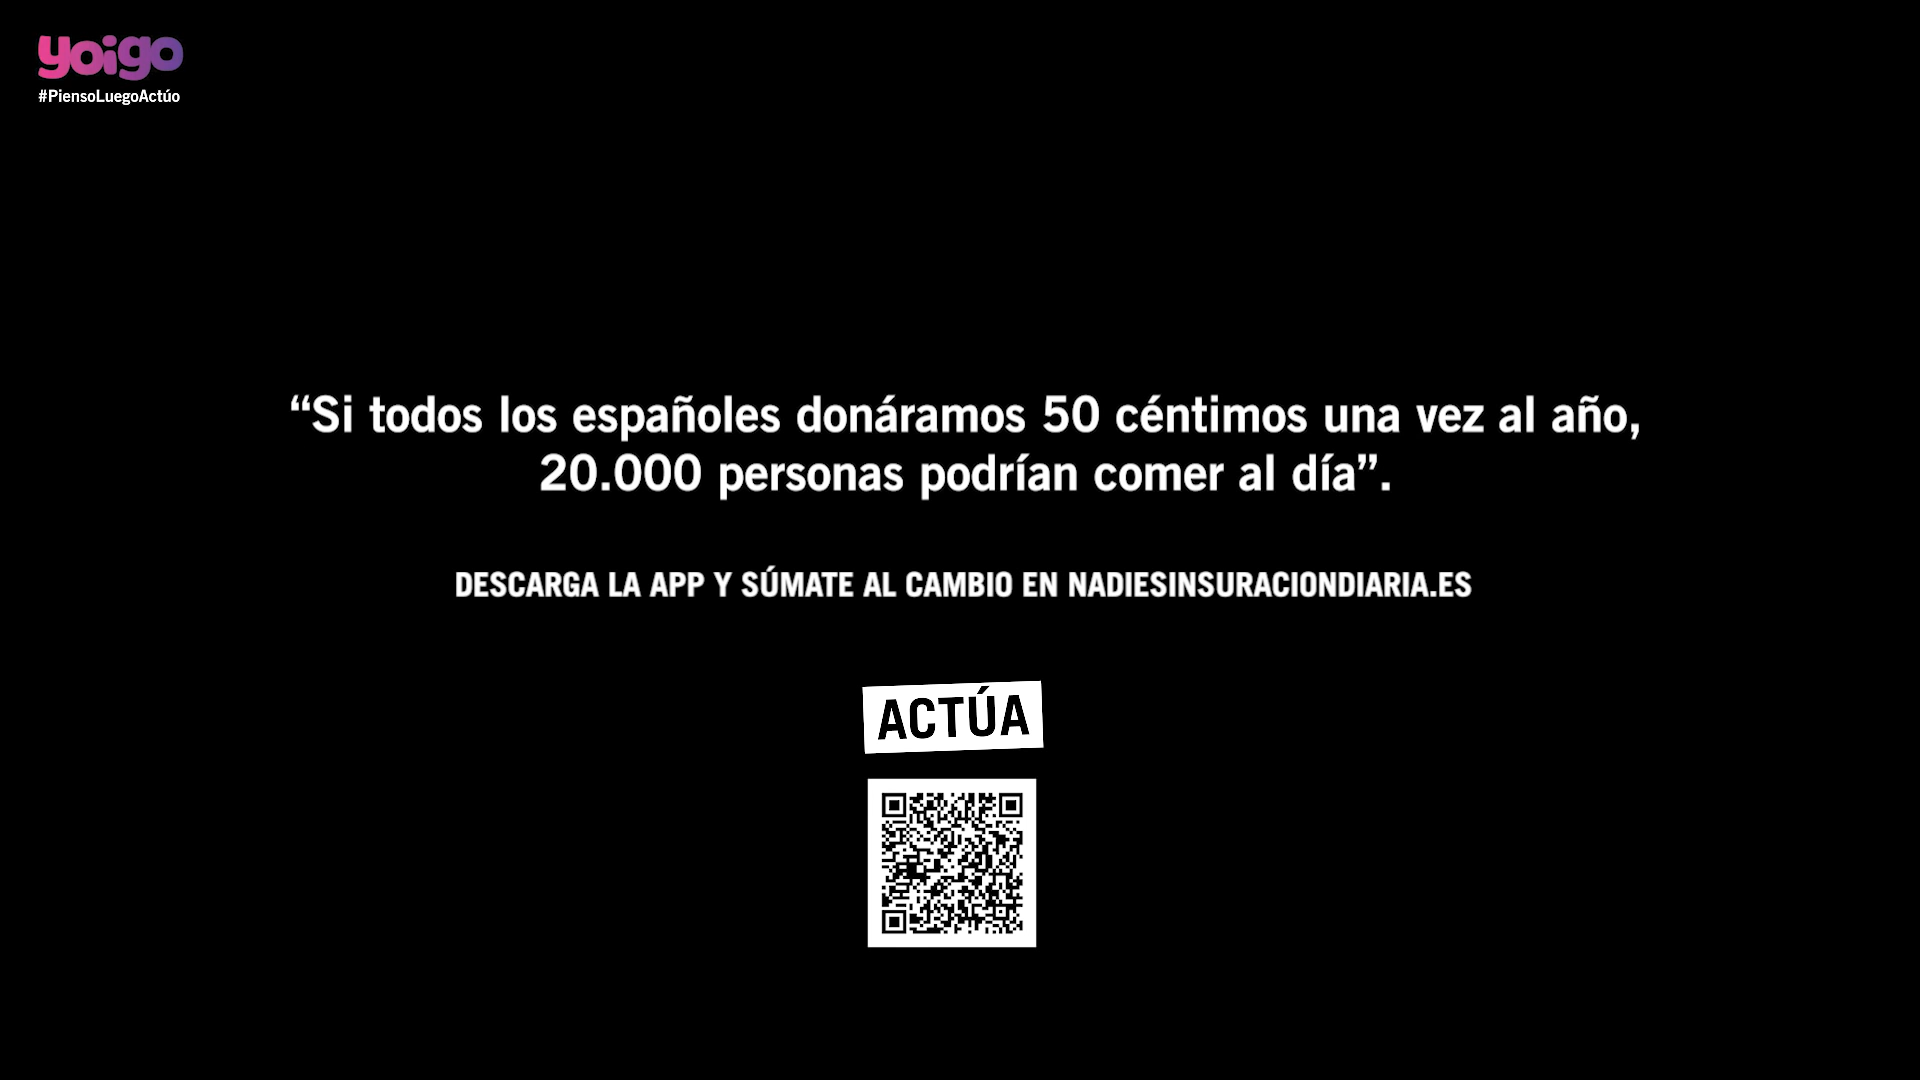 yoigo
#PiensoLuegoActúo
“Si todos los españoles donáramos 50 céntimos una vez al año,
20.000 personas podrían comer al día”.
DESCARGA LA APP Y SÚMATE AL CAMBIO EN NADIESINSURACIONDIARIA.ES
ACTÚA